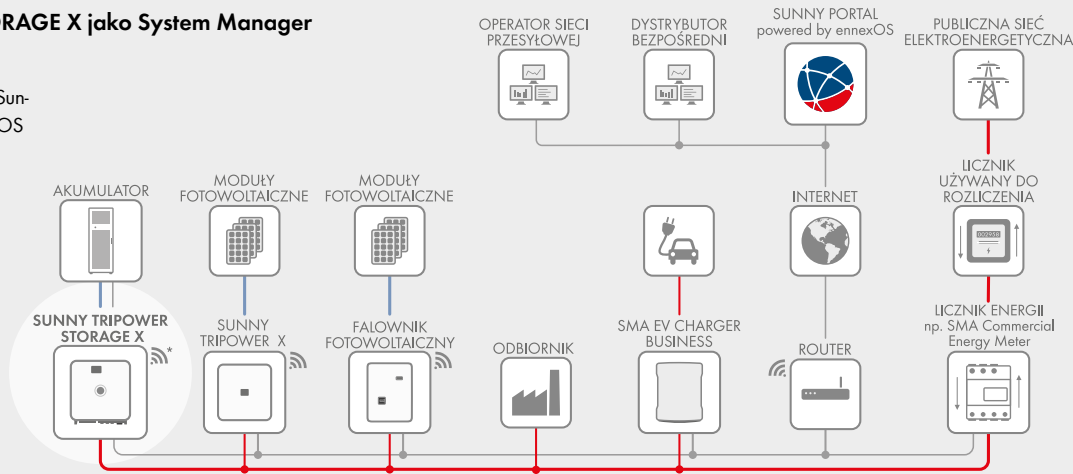 ORAGE X jako System Manager
Sun-
OS
OPERATOR SIECI
PRZESYŁOWEJ
DYSTRYBUTOR
BEZPOŚREDNI
SUNNY PORTAL
powered by ennexOS
PUBLICZNA SIEĆ
ELEKTROENERGETYCZNA
AKUMULATOR
MODUŁY
FOTOWOLTAICZNE
MODUŁY
FOTOWOLTAICZNE
INTERNET
LICZNIK
UŻYWANY DO
ROZLICZENIA
SUNNY TRIPOWER
STORAGE X
*
SUNNY
TRIPOWER X
FALOWNIK
FOTOWOLTAICZNY
ODBIORNIK
SMA EV CHARGER
BUSINESS
ROUTER
LICZNIK ENERGII
np. SMA Commercial
Energy Meter